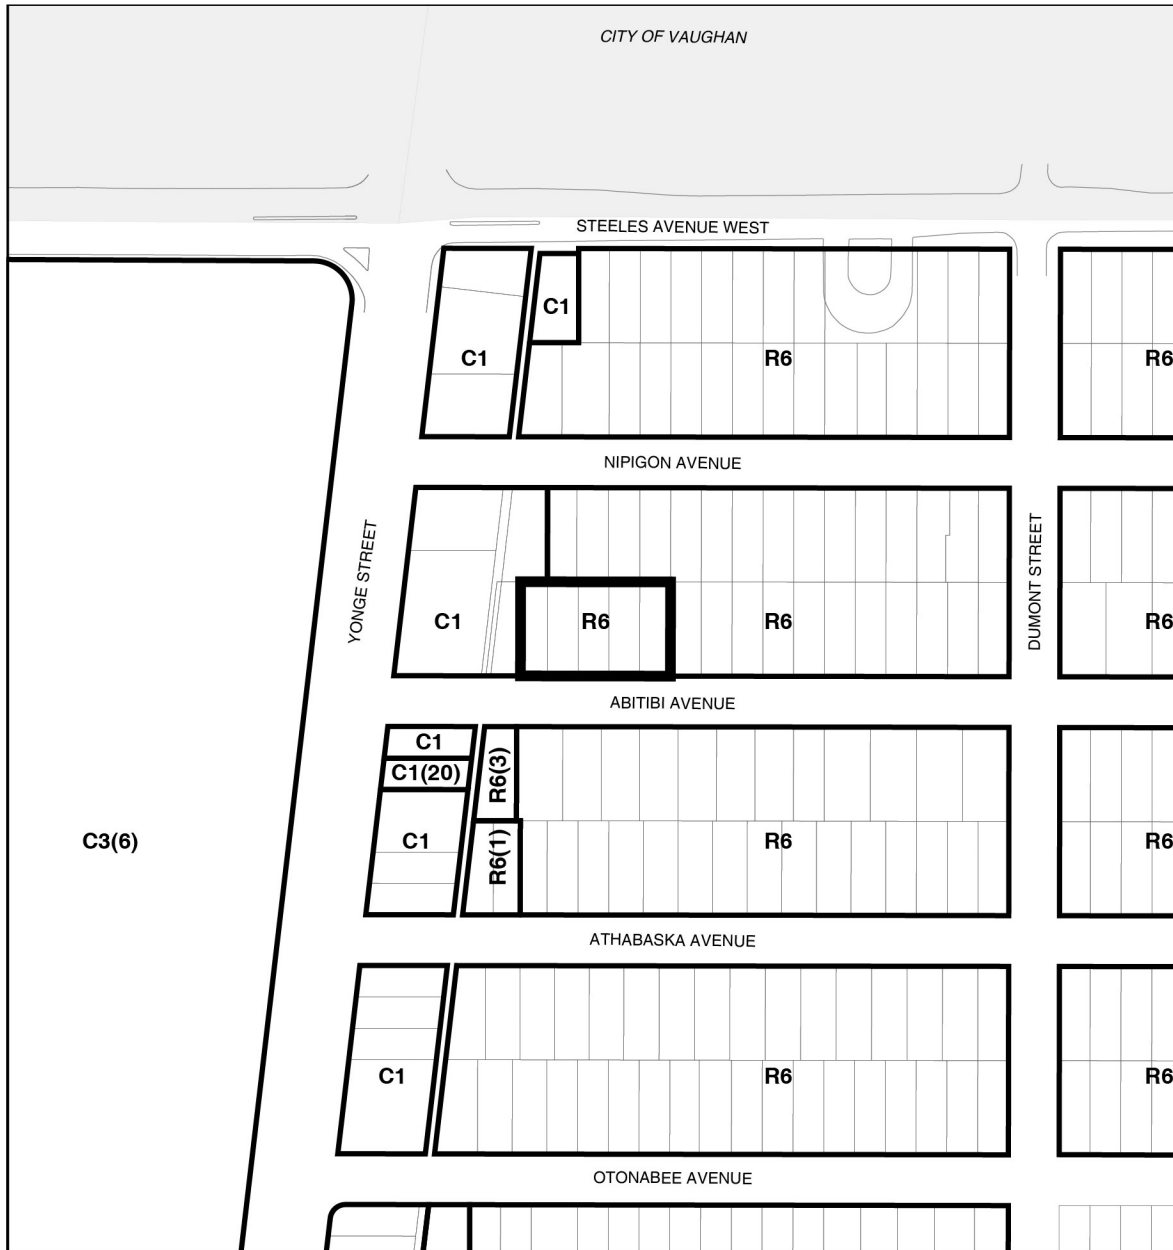 CITY OF VAUGHAN
STEELES AVENUE WEST
C1
C1
R6
R6
NIPIGON AVENUE
YONGE STREET
DUMONT STREET
C1
R6
R6
R6
ABITIBI AVENUE
C1
C1(20)
R6(3)
C3(6)
C1
R6(1)
R6
R6
ATHABASKA AVENUE
C1
R6
R6
OTONABEE AVENUE